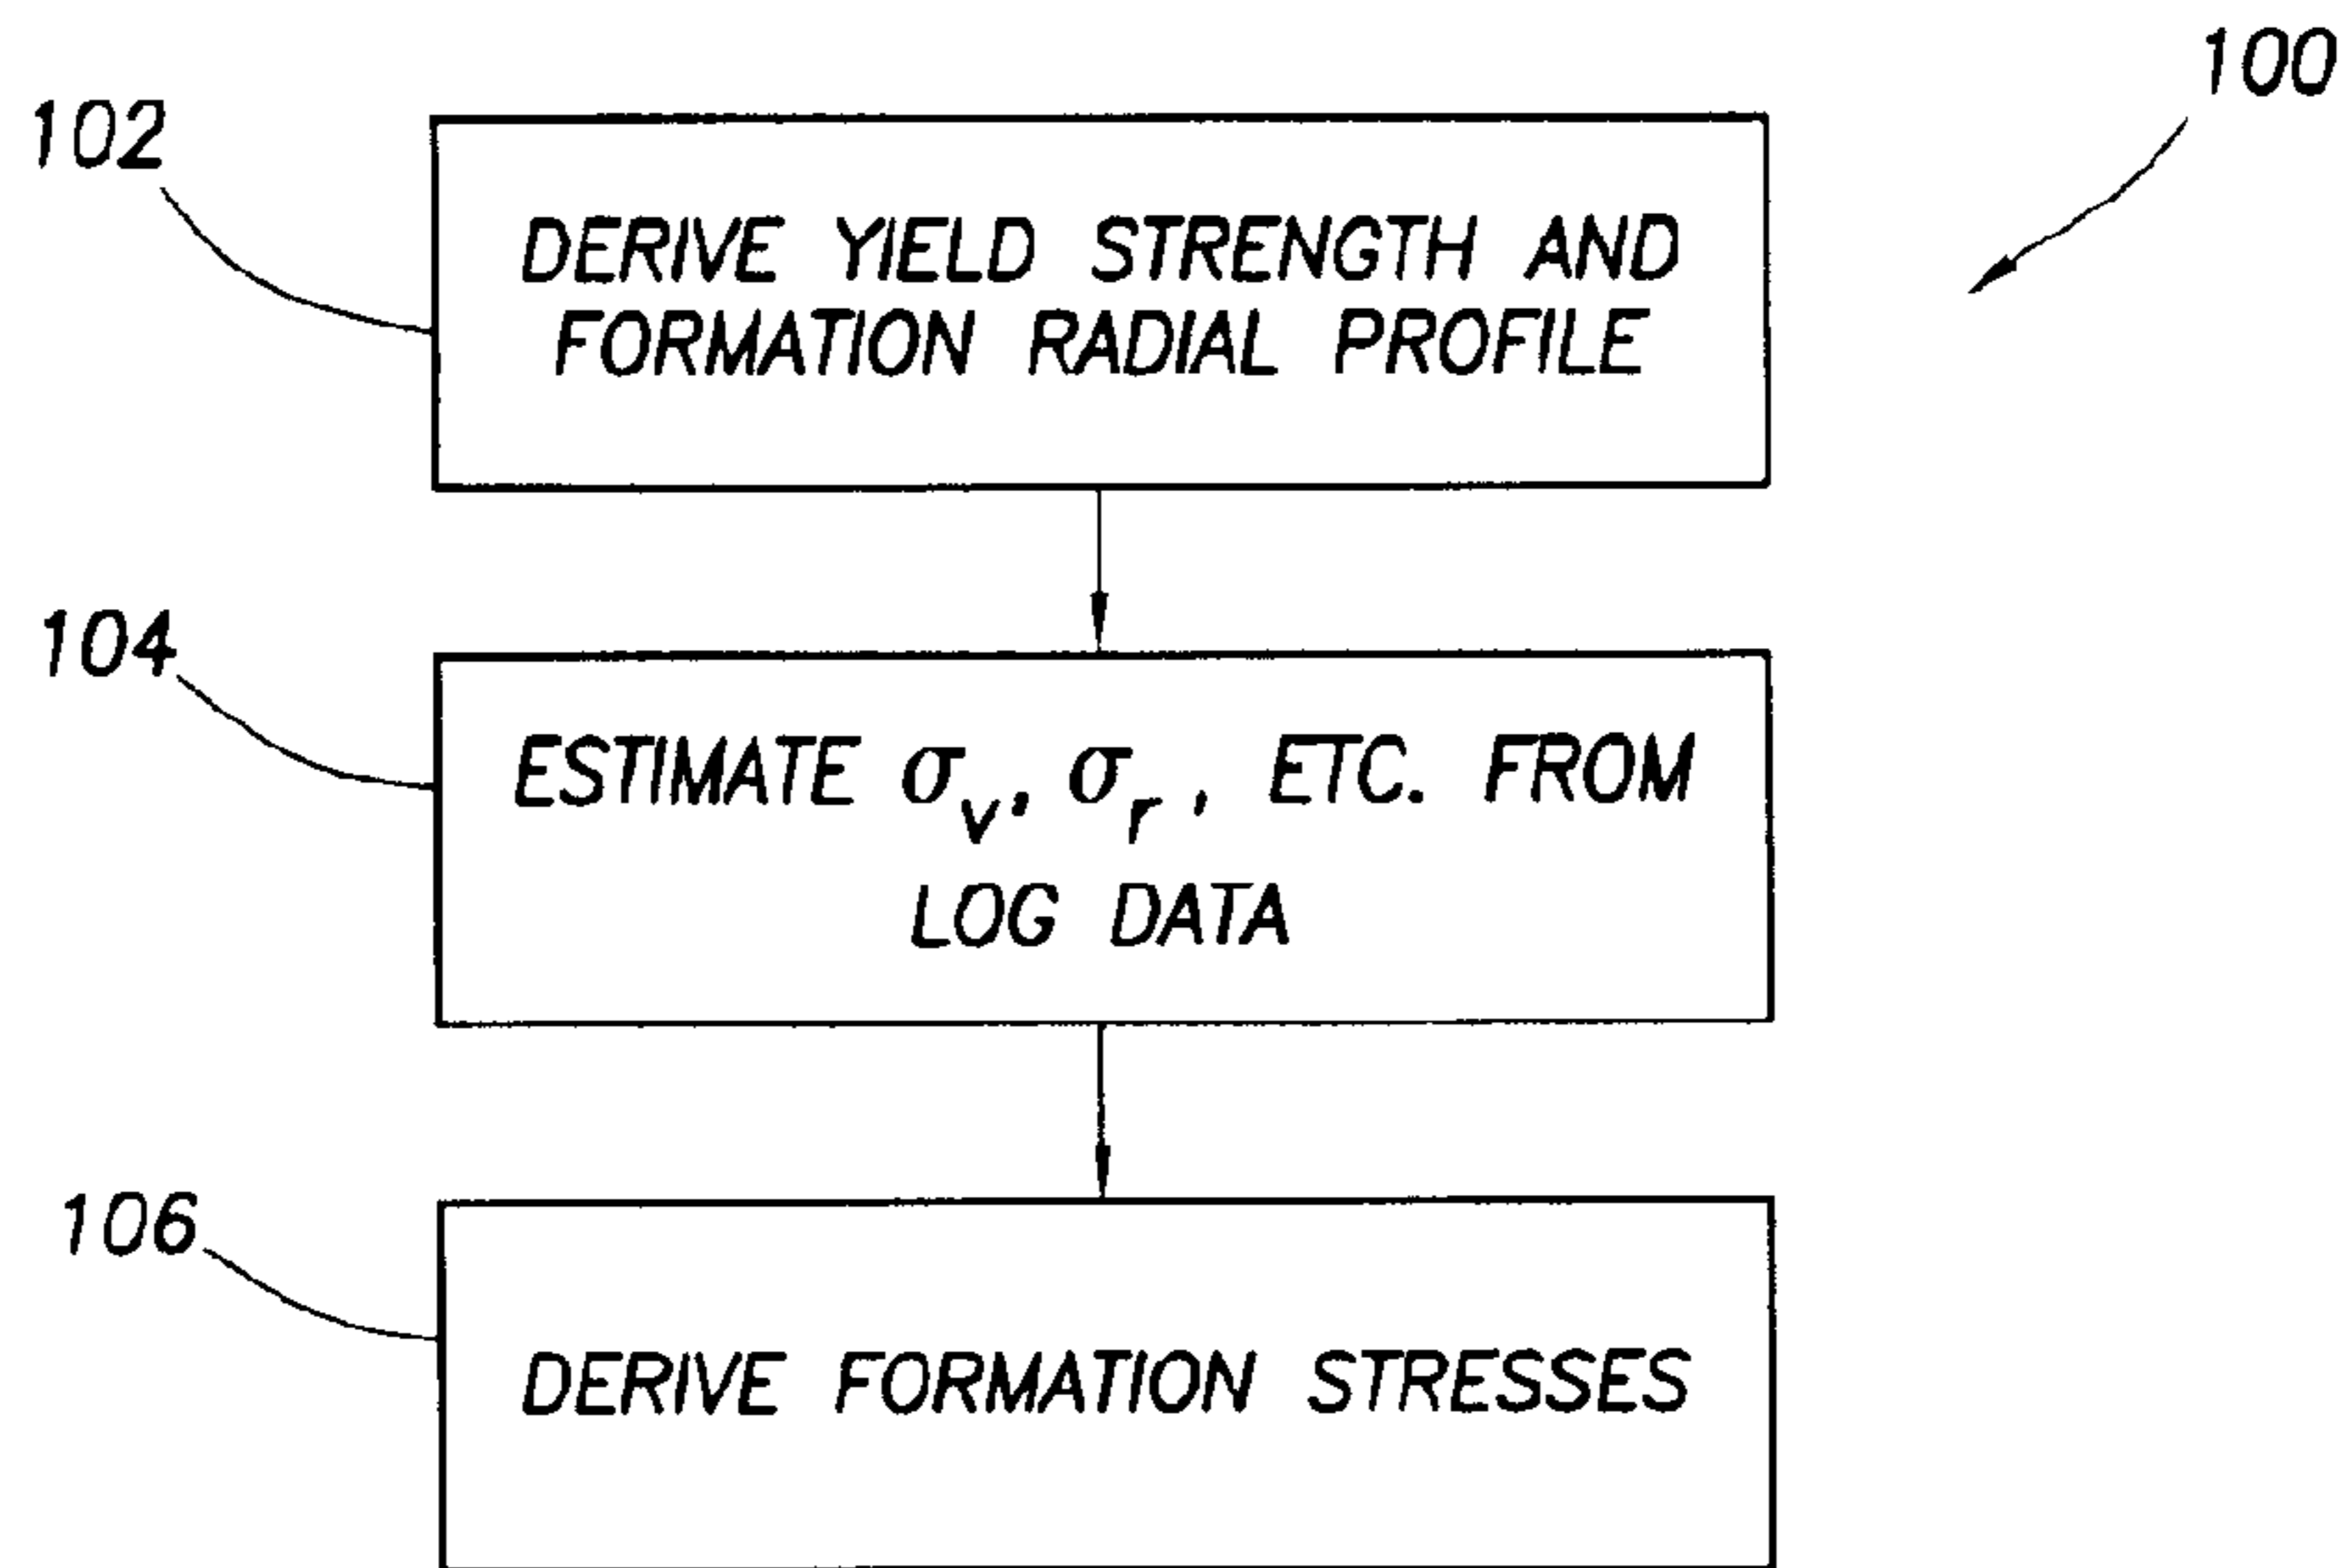 100
102
DERIVE YIELD STRENGTH AND
FORMATION RADIAL PROFILE
104
ESTIMATE σv, σr, ETC. FROM
LOG DATA
106
DERIVE FORMATION STRESSES